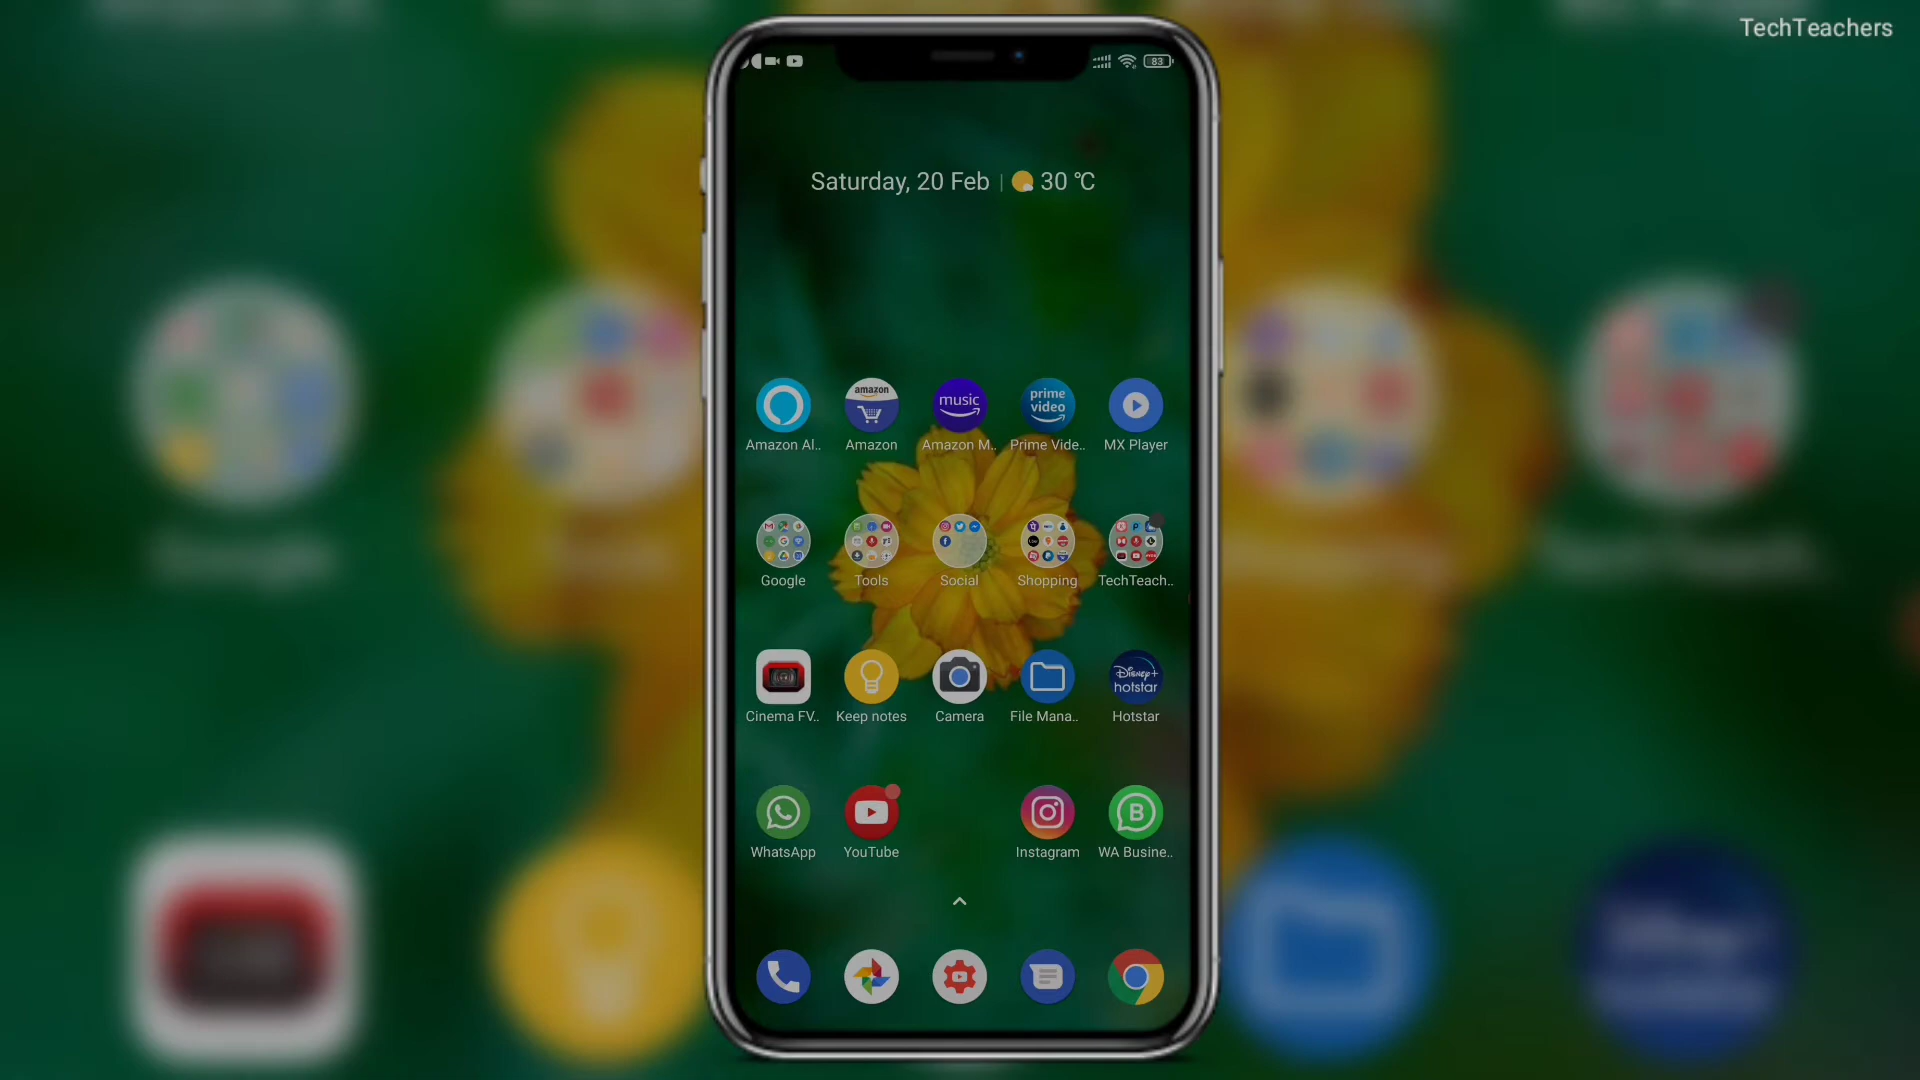 TechTeachers
83
Saturday, 20 Feb | 30 °C
amazon
music
prime video
Amazon Al.. Amazon Amazon M.. Prime Vide.. MX Player
Google Tools Social Shopping TechTeach..
Disney+ hotstar
Cinema FV.. Keep notes Camera File Mana.. Hotstar
B
WhatsApp YouTube Instagram WA Busine..